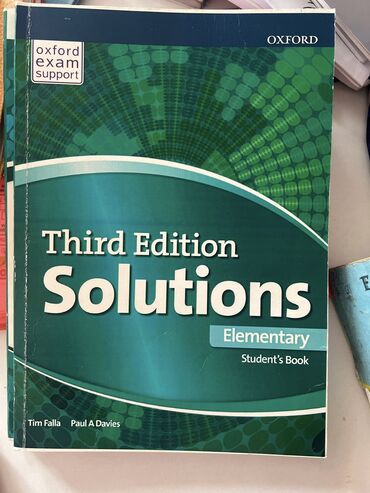 oxford
exam
support
OXFORD
Third Edition
Solutions
Elementary
Student's Book
Tim Falla Paul A Davies